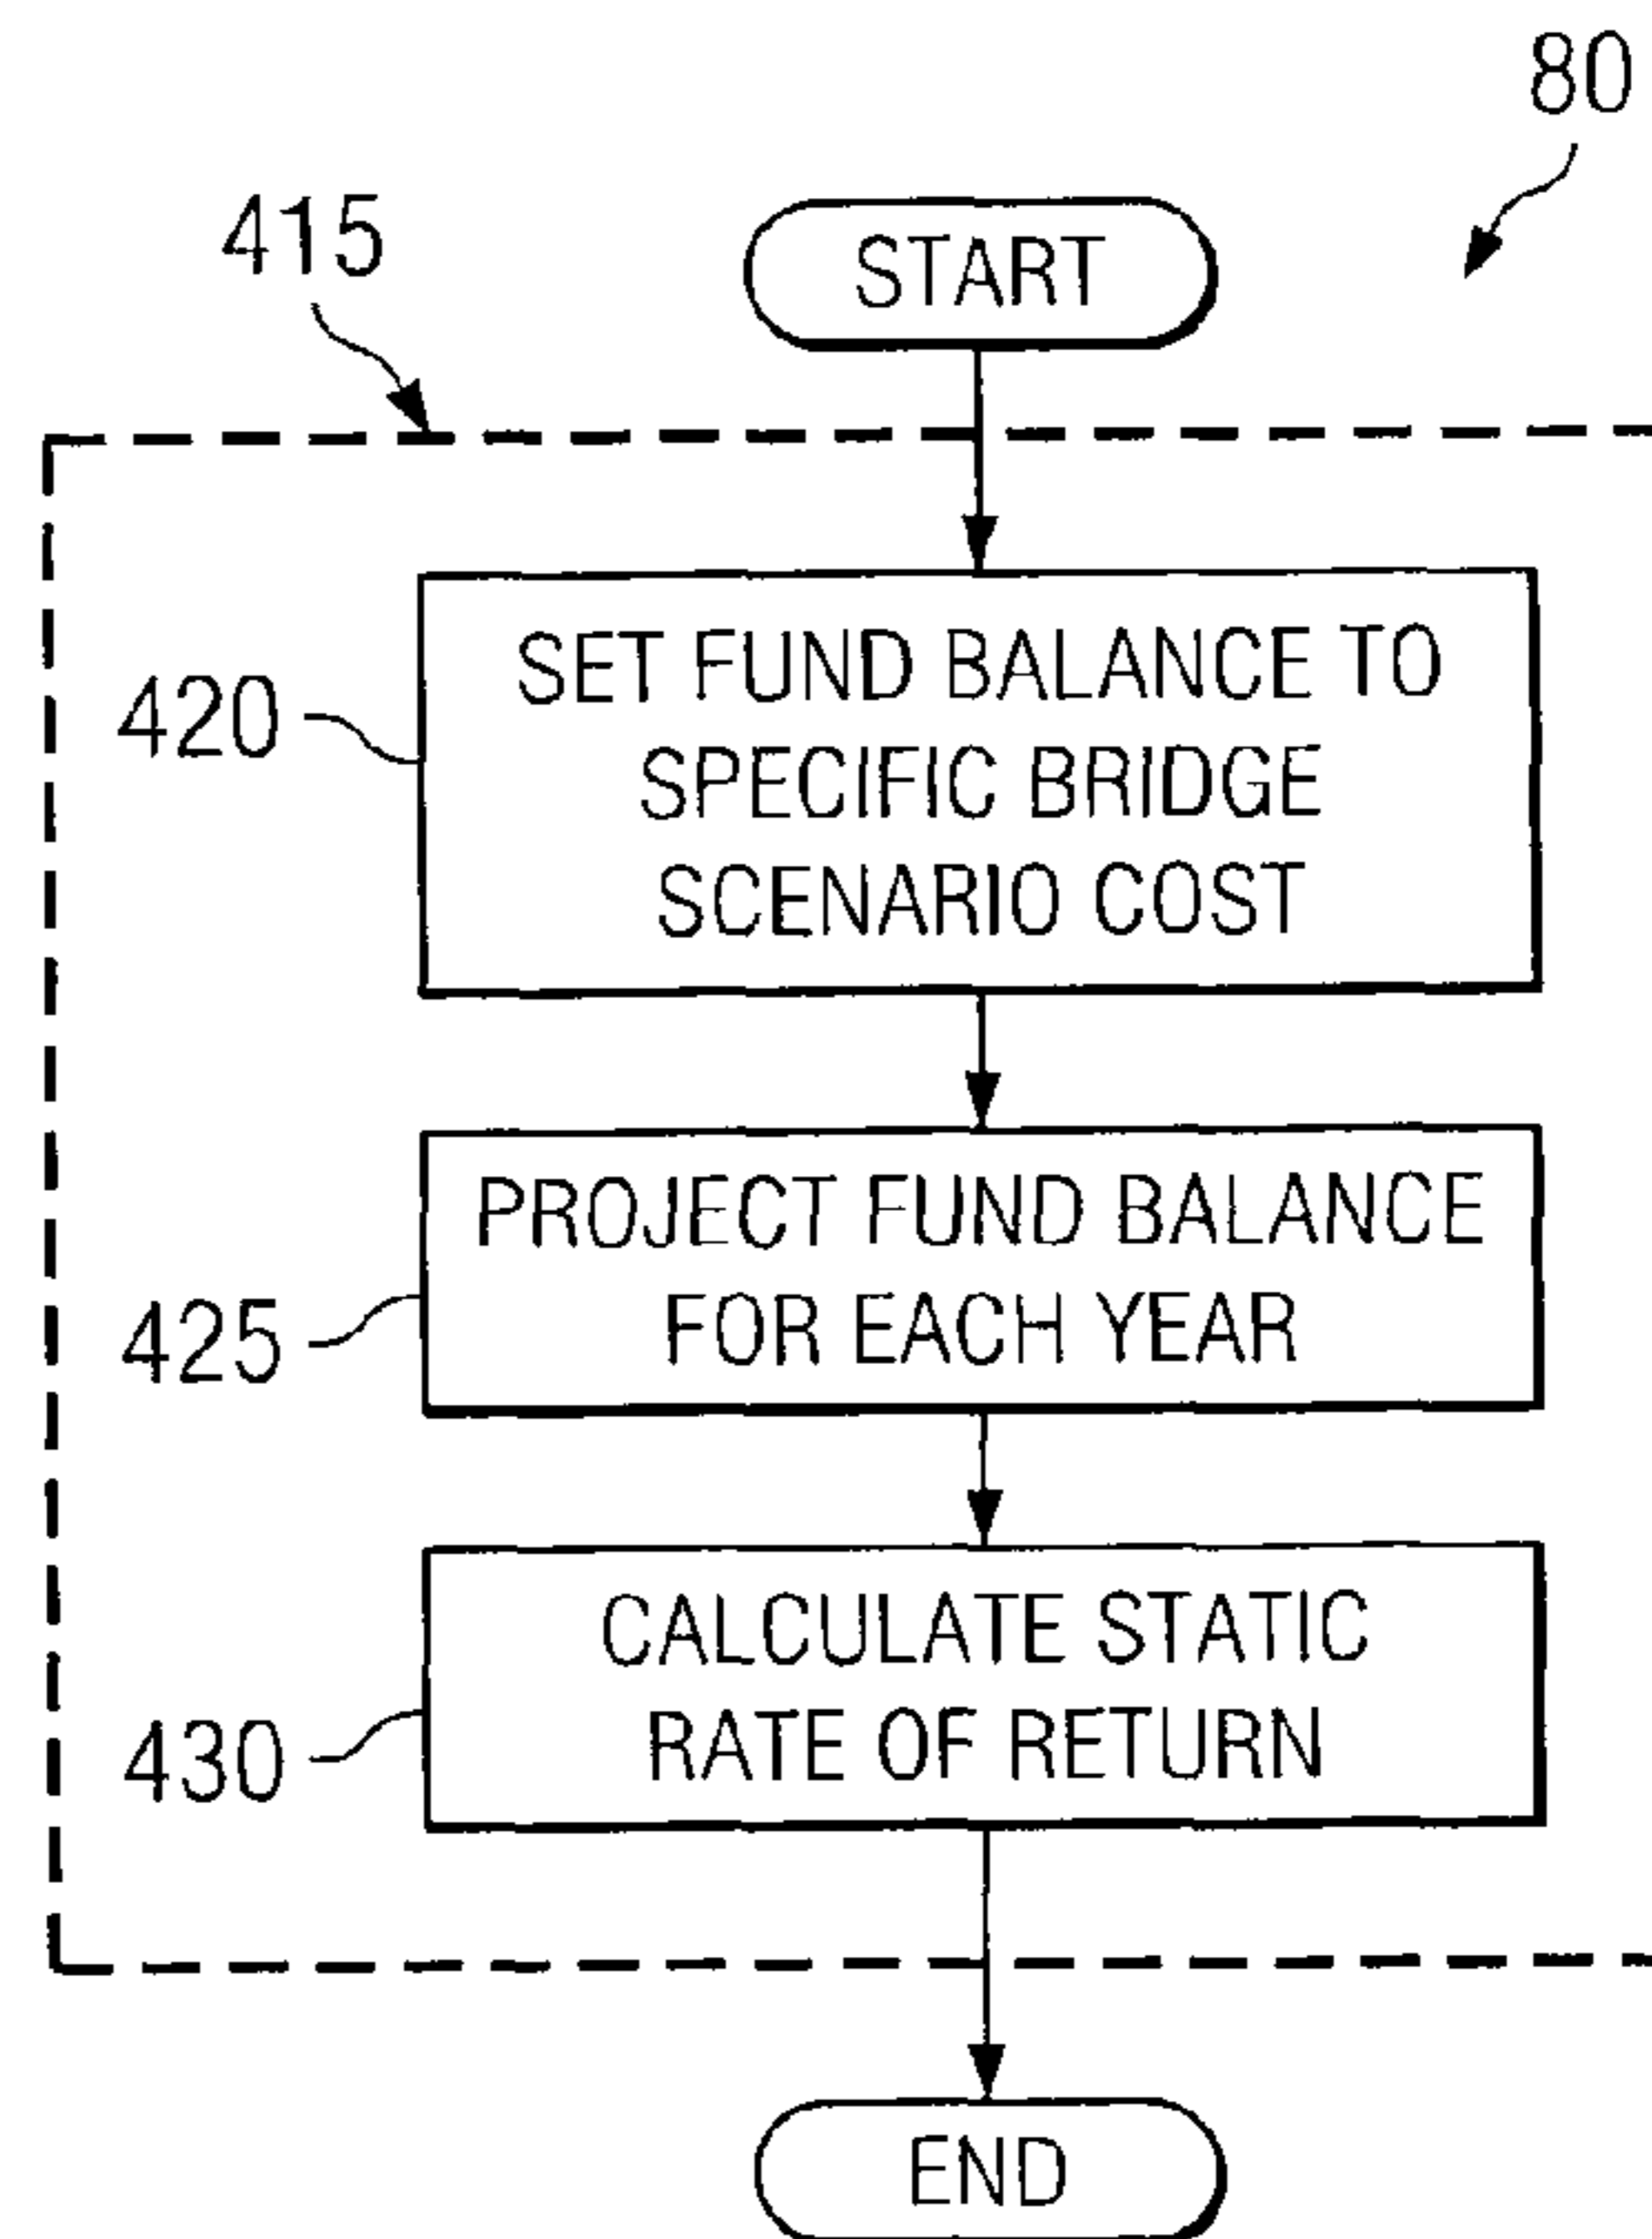 80
415
START
420
SET FUND BALANCE TO
SPECIFIC BRIDGE
SCENARIO COST
425
PROJECT FUND BALANCE
FOR EACH YEAR
430
CALCULATE STATIC
RATE OF RETURN
END